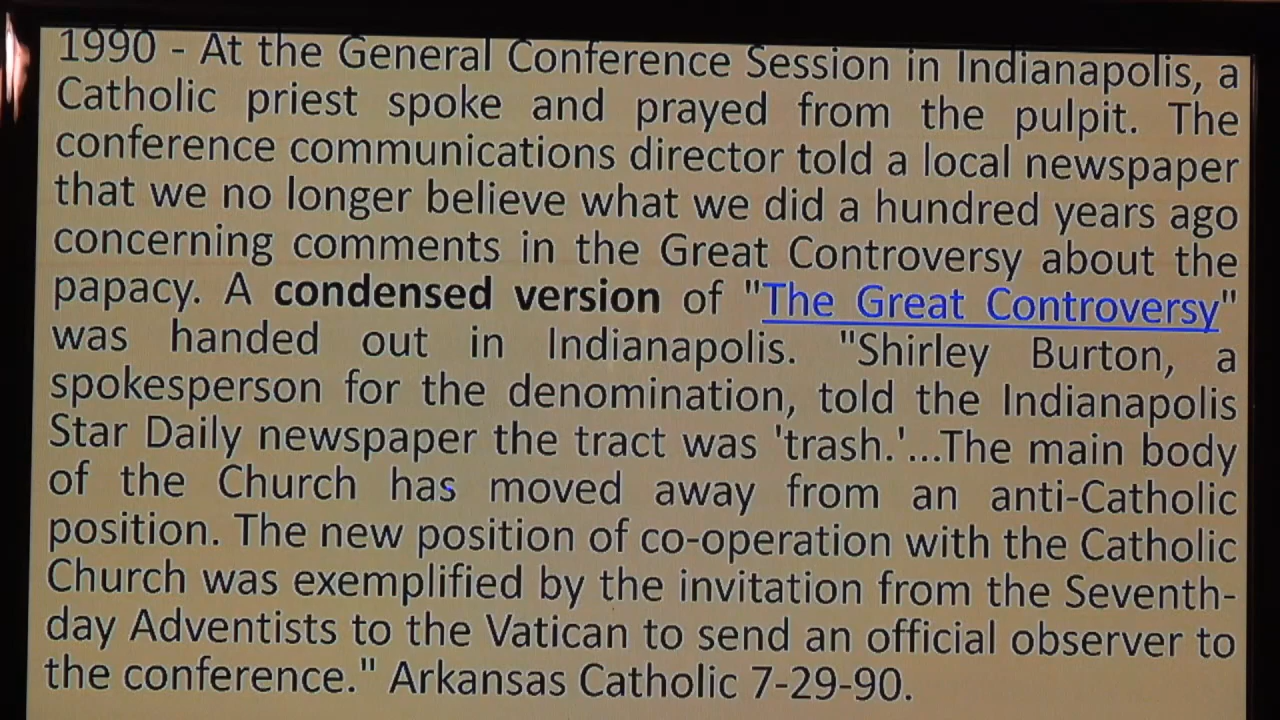 1990 - At the General Conference Session in Indianapolis, a
Catholic priest spoke and prayed from the pulpit. The
conference communications director told a local newspaper
that we no longer believe what we did a hundred years ago
concerning comments in the Great Controversy about the
papacy. A condensed version of "The Great Controversy"
was handed out in Indianapolis. "Shirley Burton, a
spokesperson for the denomination, told the Indianapolis
Star Daily newspaper the tract was 'trash.'...The main body
of the Church has moved away from an anti-Catholic
position. The new position of co-operation with the Catholic
Church was exemplified by the invitation from the Seventh-
day Adventists to the Vatican to send an official observer to
the conference." Arkansas Catholic 7-29-90.